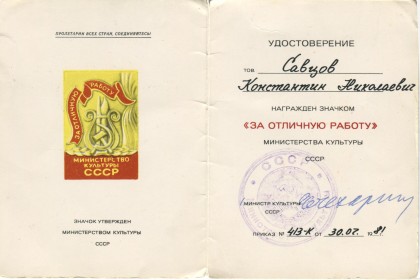 ПРОЛЕТАРИИ ВСЕХ СТРАН, СОЕДИНЯЙТЕСЬ!
ЗА ОТЛИЧНУЮ РАБОТУ
МИНИСТЕРСТВО
КУЛЬТУРЫ
СССР
ЗНАЧОК УТВЕРЖДЕН
МИНИСТЕРСТВОМ КУЛЬТУРЫ
СССР
УДОСТОВЕРЕНИЕ
ТОВ. Савцов
Константин Николаевич
НАГРАЖДЕН ЗНАЧКОМ
«ЗА ОТЛИЧНУЮ РАБОТУ»
МИНИСТЕРСТВА КУЛЬТУРЫ
СССР
МИНИСТР КУЛЬТУРЫ
СССР
ПРИКАЗ № 413-К ОТ 30.07. 1981